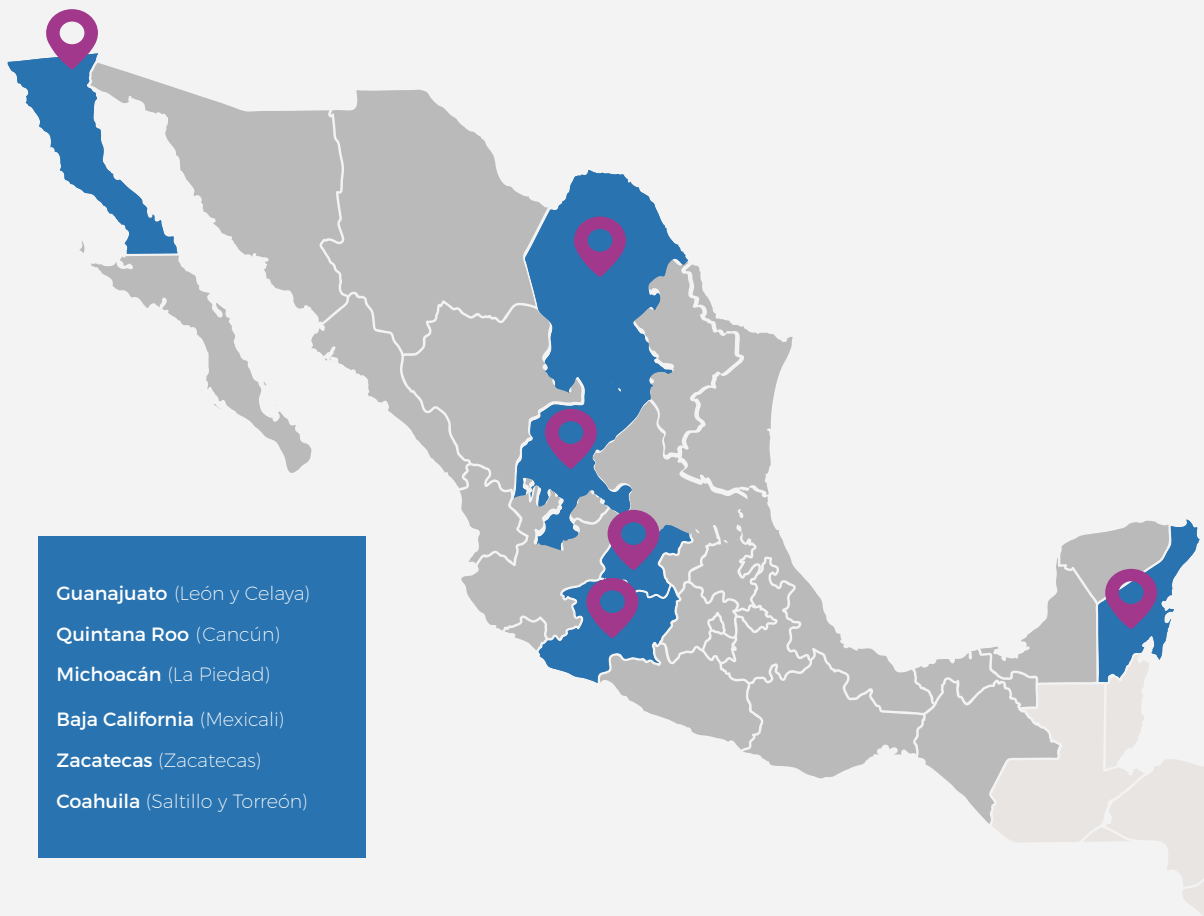 Guanajuato (León y Celaya)
Quintana Roo (Cancún)
Michoacán (La Piedad)
Baja California (Mexicali)
Zacatecas (Zacatecas)
Coahuila (Saltillo y Torreón)